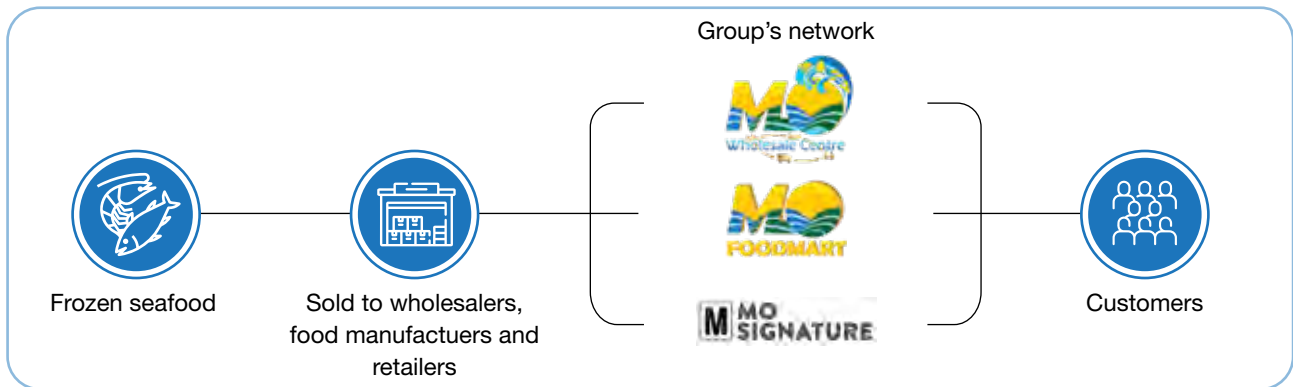 Group's network
MO
Wholesale Centre
MO
FOODMART
M MO
SIGNATURE
Frozen seafood
Sold to wholesalers,
food manufactuers and
retailers
Customers